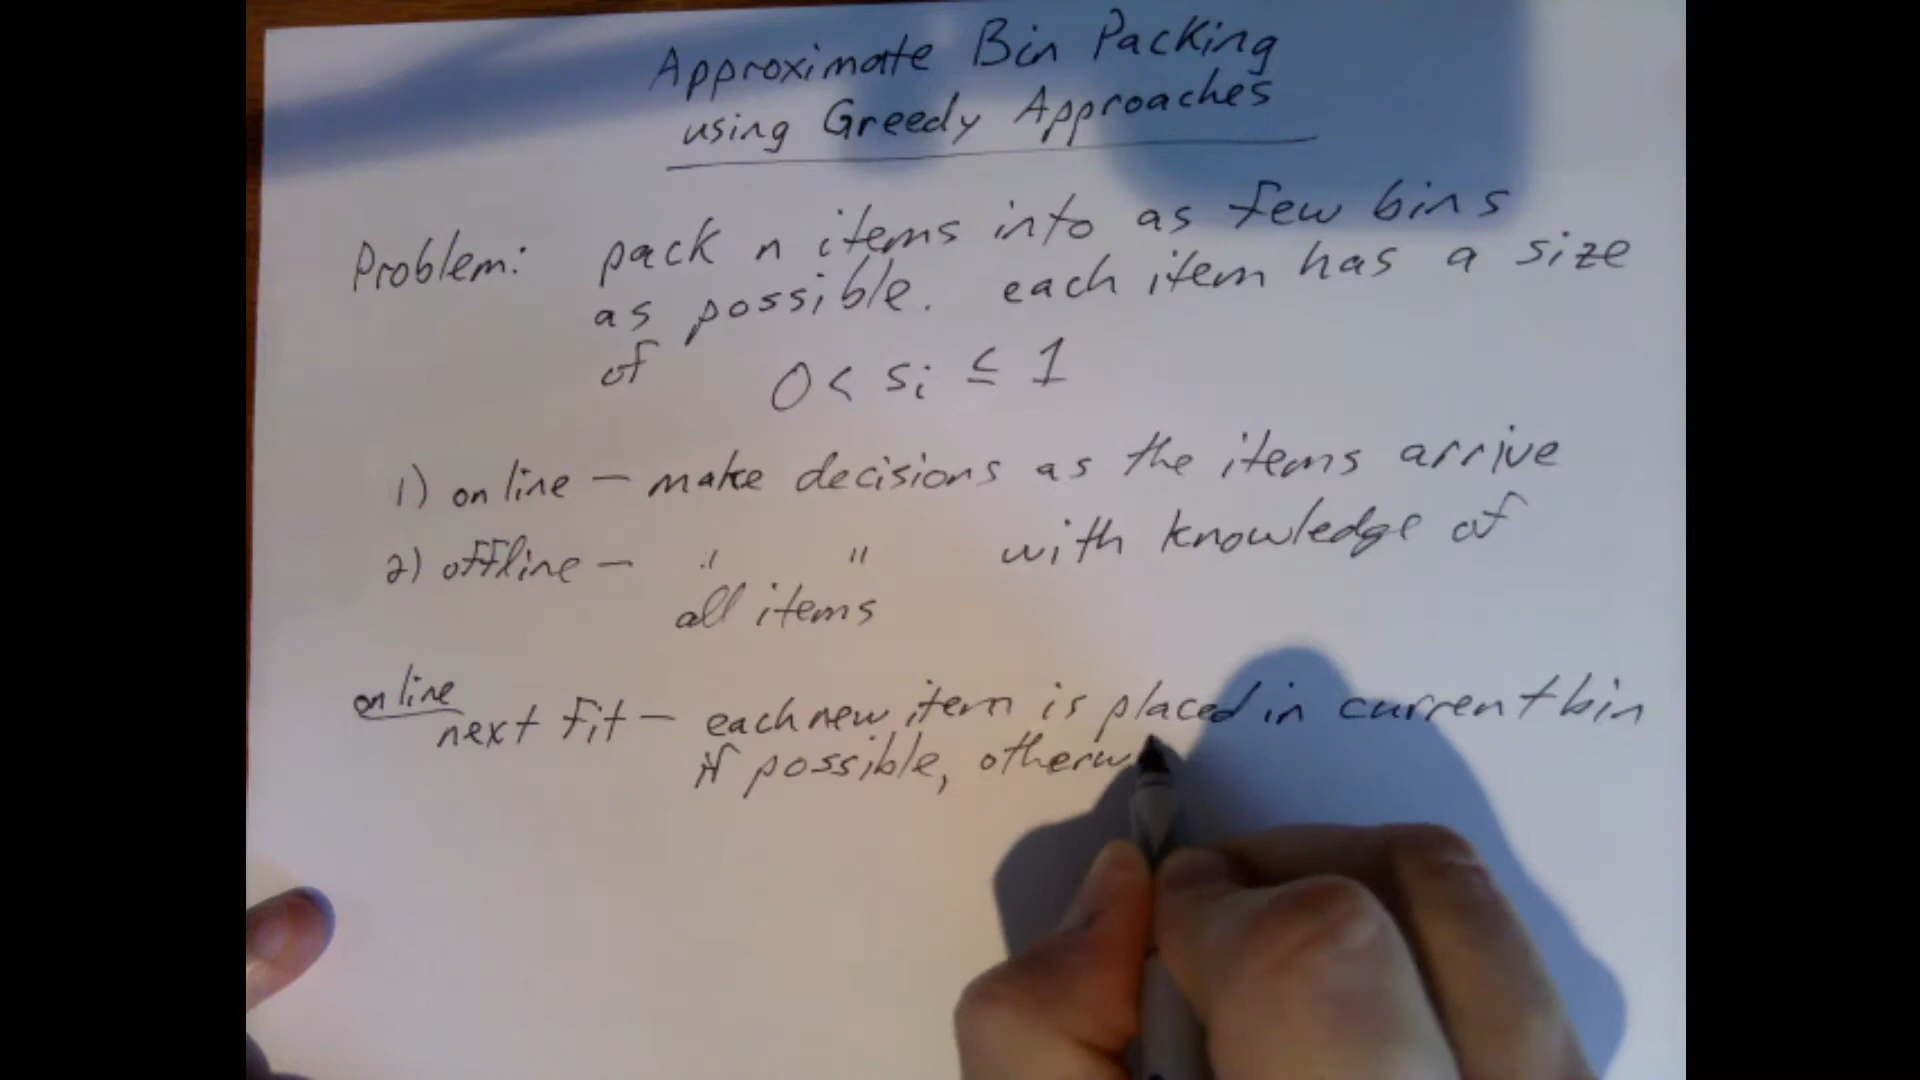 Approximate Bin Packing
using Greedy Approaches
Problem: pack n items into as few bins
as possible. each item has a size
of 0 < si ≤ 1
1) online — make decisions as the items arrive
2) offline — " " with knowledge of
all items
online
next fit — each new item is placed in current bin
if possible, otherw